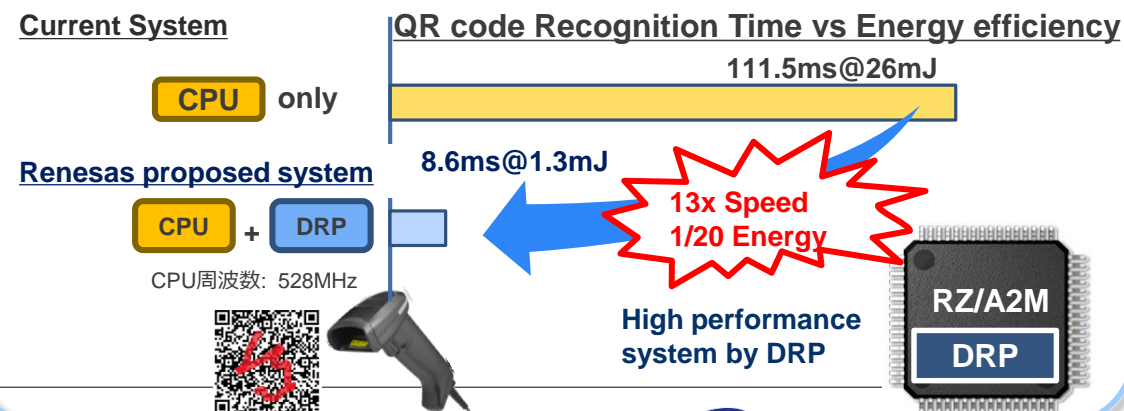 Current System
QR code Recognition Time vs Energy efficiency
111.5ms@26mJ
CPU only
Renesas proposed system
8.6ms@1.3mJ
13x Speed
1/20 Energy
CPU + DRP
CPU周波数: 528MHz
High performance
system by DRP
RZ/A2M
DRP